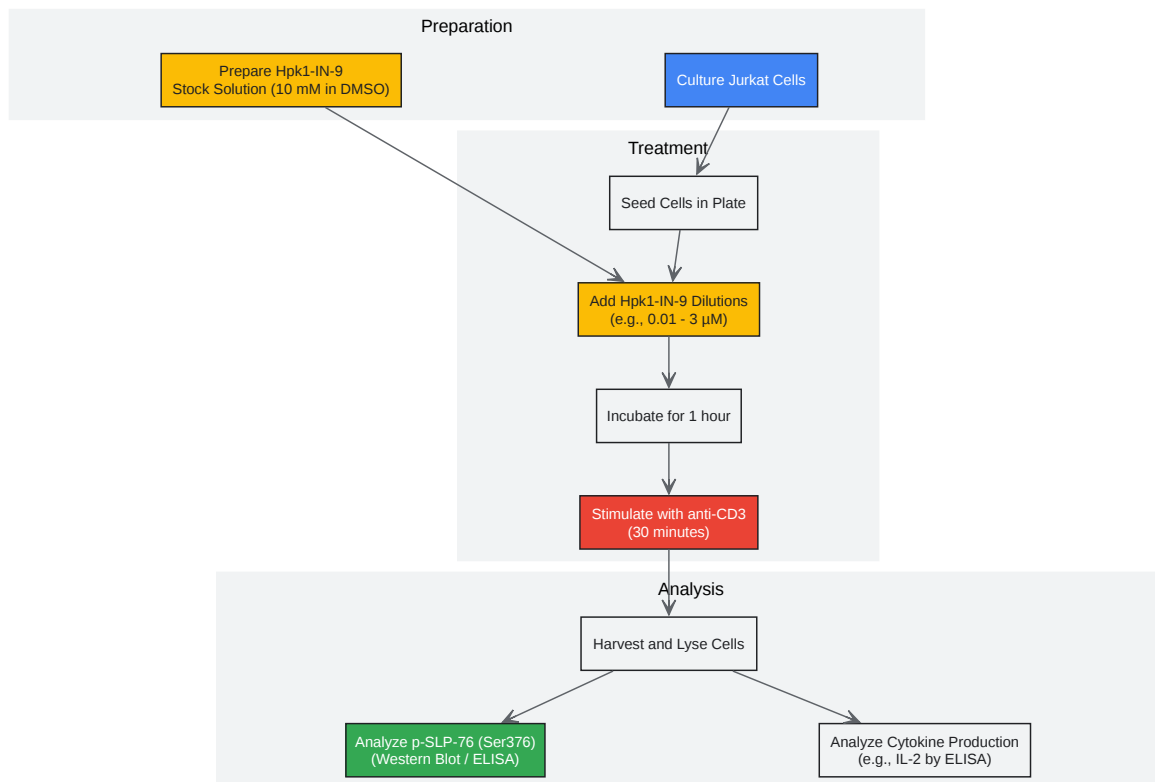 Preparation
Prepare Hpk1-IN-9
Stock Solution (10 mM in DMSO)
Culture Jurkat Cells
Treatment
Seed Cells in Plate
Add Hpk1-IN-9 Dilutions
(e.g., 0.01 - 3 µM)
Incubate for 1 hour
Stimulate with anti-CD3
(30 minutes)
Analysis
Harvest and Lyse Cells
Analyze p-SLP-76 (Ser376)
(Western Blot / ELISA)
Analyze Cytokine Production
(e.g., IL-2 by ELISA)